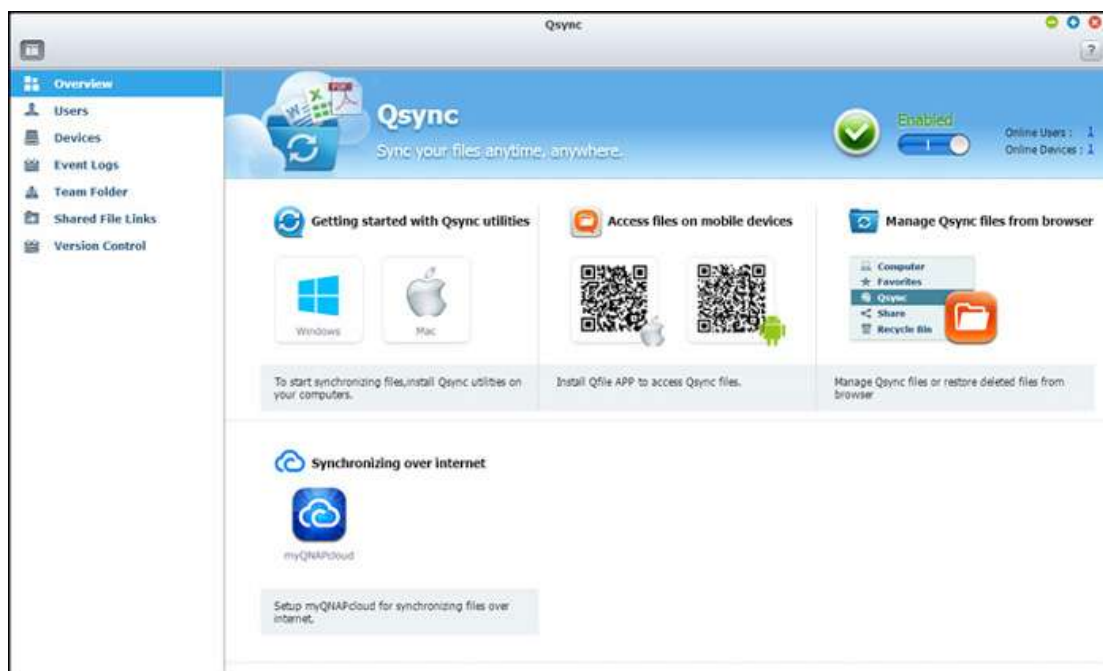 Qsync
?
Overview
Users
Devices
Event Logs
Team Folder
Shared File Links
Version Control
PDF
W
X
Qsync
Sync your files anytime, anywhere.
Enabled
Online Users : 1
Online Devices : 1
Getting started with Qsync utilities
Windows
Mac
To start synchronizing files,install Qsync utilities on
your computers.
Access files on mobile devices
Install Qfile APP to access Qsync files.
Manage Qsync files from browser
Computer
Favorites
Qsync
Share
Recycle Bin
Manage Qsync files or restore deleted files from
browser
Synchronizing over internet
myQNAPcloud
Setup myQNAPcloud for synchronizing files over
internet.